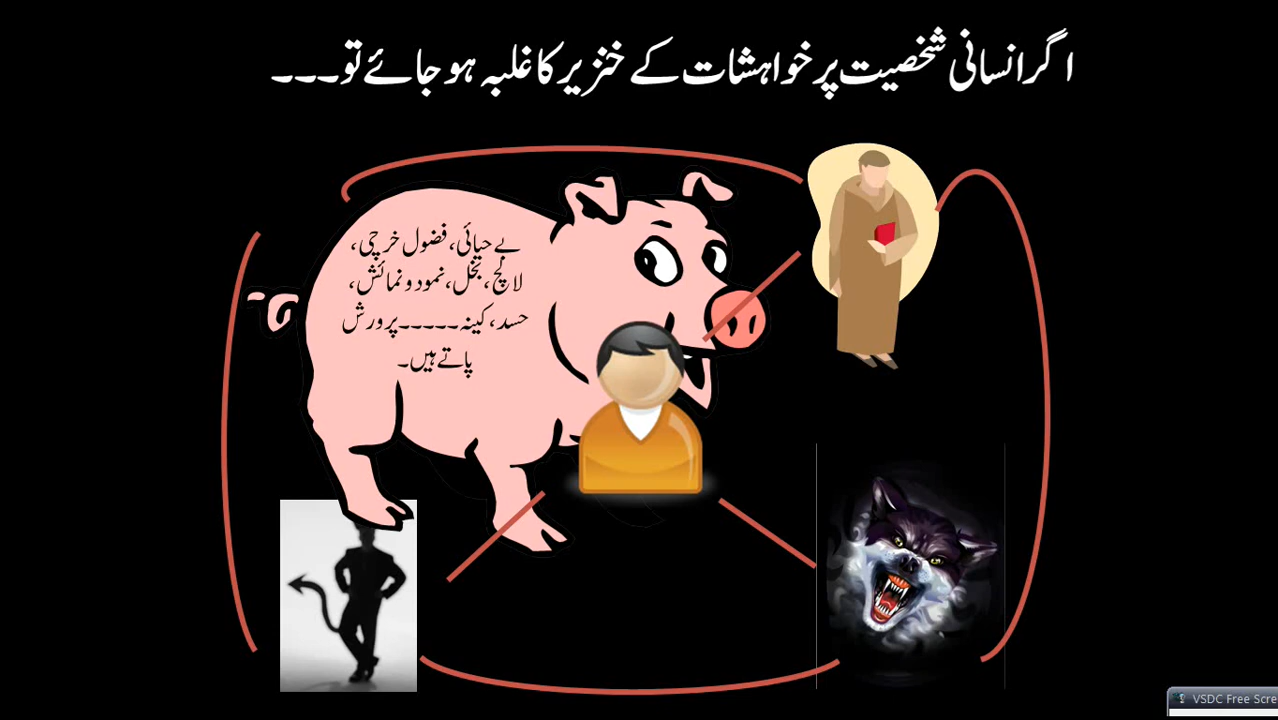 اگر انسانی شخصیت پر خواہشات کے خنزیر کا غلبہ ہو جائے تو۔۔۔
بے حیائی، فضول خرچی،
لالچ، بخل، نمود و نمائش،
حسد، کینہ۔۔۔۔۔پرورش
پاتے ہیں۔
VSDC Free Scre